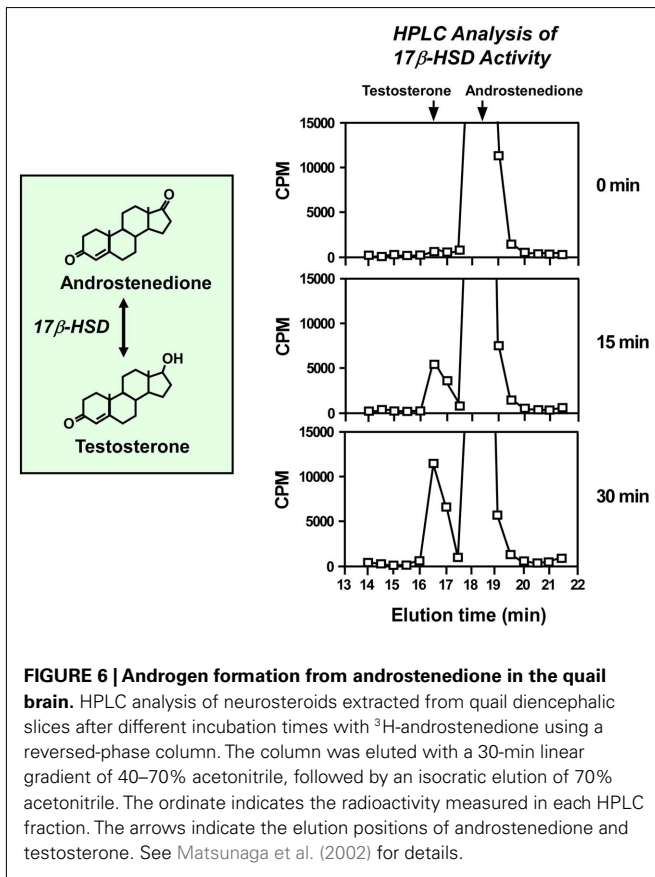 HPLC Analysis of
17β-HSD Activity
Testosterone Androstenedione
15000
10000
5000
0
CPM
0 min
O
O
Androstenedione
17β-HSD
OH
O
Testosterone
15000
10000
5000
0
CPM
15 min
15000
10000
5000
0
CPM
30 min
13 14 15 16 17 18 19 20 21 22
Elution time (min)
FIGURE 6 | Androgen formation from androstenedione in the quail
brain. HPLC analysis of neurosteroids extracted from quail diencephalic
slices after different incubation times with ³H-androstenedione using a
reversed-phase column. The column was eluted with a 30-min linear
gradient of 40–70% acetonitrile, followed by an isocratic elution of 70%
acetonitrile. The ordinate indicates the radioactivity measured in each HPLC
fraction. The arrows indicate the elution positions of androstenedione and
testosterone. See Matsunaga et al. (2002) for details.